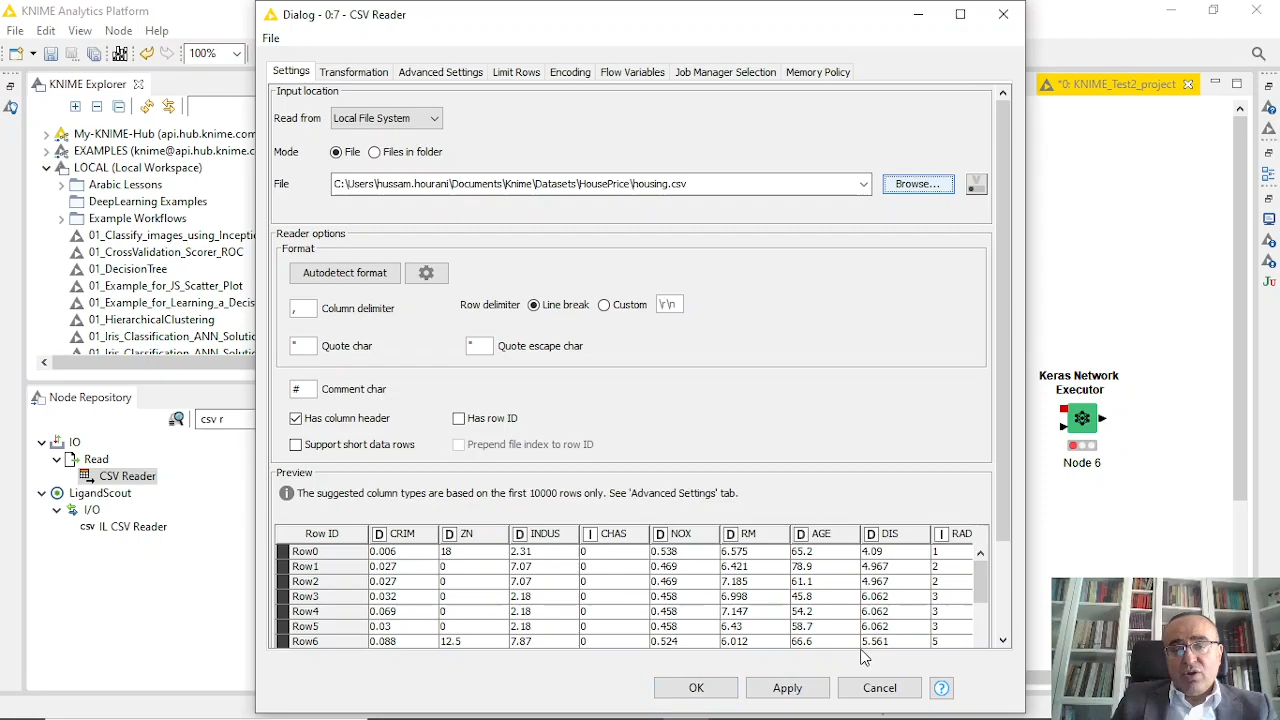 KNIME Analytics Platform
File Edit View Node Help
100%
KNIME Explorer
My-KNIME-Hub (api.hub.knime.com
EXAMPLES (knime@api.hub.knime.c
LOCAL (Local Workspace)
Arabic Lessons
DeepLearning Examples
Example Workflows
01_Classify_images_using_Incepti
01_CrossValidation_Scorer_ROC
01_DecisionTree
01_Example_for_JS_Scatter_Plot
01_Example_for_Learning_a_Decis
01_HierarchicalClustering
01_Iris_Classification_ANN_Solutio
01_Iris_Classification_ANN_Solution
Node Repository
csv r
IO
Read
CSV Reader
LigandScout
I/O
csv IL CSV Reader
Dialog - 0:7 - CSV Reader
File
Settings Transformation Advanced Settings Limit Rows Encoding Flow Variables Job Manager Selection Memory Policy
Input location
Read from Local File System
Mode File Files in folder
File C:\Users\hussam.hourani\Documents\Knime\Datasets\HousePrice\housing.csv Browse... V
Reader options
Format
Autodetect format
, Column delimiter Row delimiter Line break Custom \r\n
" Quote char " Quote escape char
# Comment char
Has column header Has row ID
Support short data rows Prepend file index to row ID
Preview
The suggested column types are based on the first 10000 rows only. See 'Advanced Settings' tab.
Row ID D CRIM D ZN D INDUS I CHAS D NOX D RM D AGE D DIS I RAD
Row0 0.006 18 2.31 0 0.538 6.575 65.2 4.09 1
Row1 0.027 0 7.07 0 0.469 6.421 78.9 4.967 2
Row2 0.027 0 7.07 0 0.469 7.185 61.1 4.967 2
Row3 0.032 0 2.18 0 0.458 6.998 45.8 6.062 3
Row4 0.069 0 2.18 0 0.458 7.147 54.2 6.062 3
Row5 0.03 0 2.18 0 0.458 6.43 58.7 6.062 3
Row6 0.088 12.5 7.87 0 0.524 6.012 66.6 5.561 5
OK Apply Cancel ?
*0: KNIME_Test2_project
Ju
Keras Network
Executor
Node 6